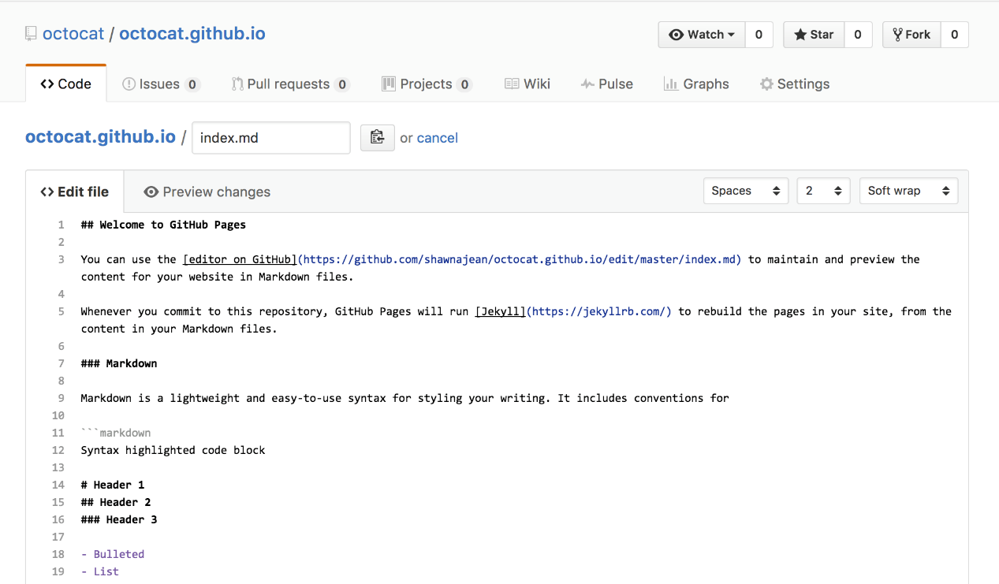 octocat / octocat.github.io
Watch 0 Star 0 Fork 0
Code Issues 0 Pull requests 0 Projects 0 Wiki Pulse Graphs Settings
octocat.github.io / index.md or cancel
Edit file Preview changes Spaces 2 Soft wrap
1 ## Welcome to GitHub Pages
2
3 You can use the [editor on GitHub](https://github.com/shawnajean/octocat.github.io/edit/master/index.md) to maintain and preview the
content for your website in Markdown files.
4
5 Whenever you commit to this repository, GitHub Pages will run [Jekyll](https://jekyllrb.com/) to rebuild the pages in your site, from the
content in your Markdown files.
6
7 ### Markdown
8
9 Markdown is a lightweight and easy-to-use syntax for styling your writing. It includes conventions for
10
11 ```markdown
12 Syntax highlighted code block
13
14 # Header 1
15 ## Header 2
16 ### Header 3
17
18 - Bulleted
19 - List